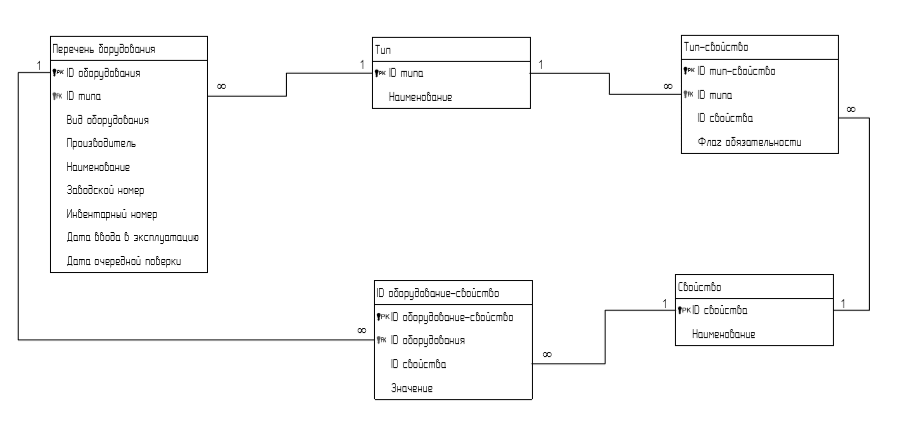 Перечень борудования
PK ID оборудования
FK ID типа
Вид оборудования
Производитель
Наименование
Заводской номер
Инвентарный номер
Дата ввода в эксплуатацию
Дата очередной поверки
1
∞
Тип
PK ID типа
Наименование
1
1
Тип-свойство
PK ID тип-свойство
FK ID типа
ID свойства
Флаг обязательности
∞
∞
ID оборудование-свойство
PK ID оборудование-свойство
FK ID оборудования
ID свойства
Значение
∞
∞
Свойство
PK ID свойства
Наименование
1
1